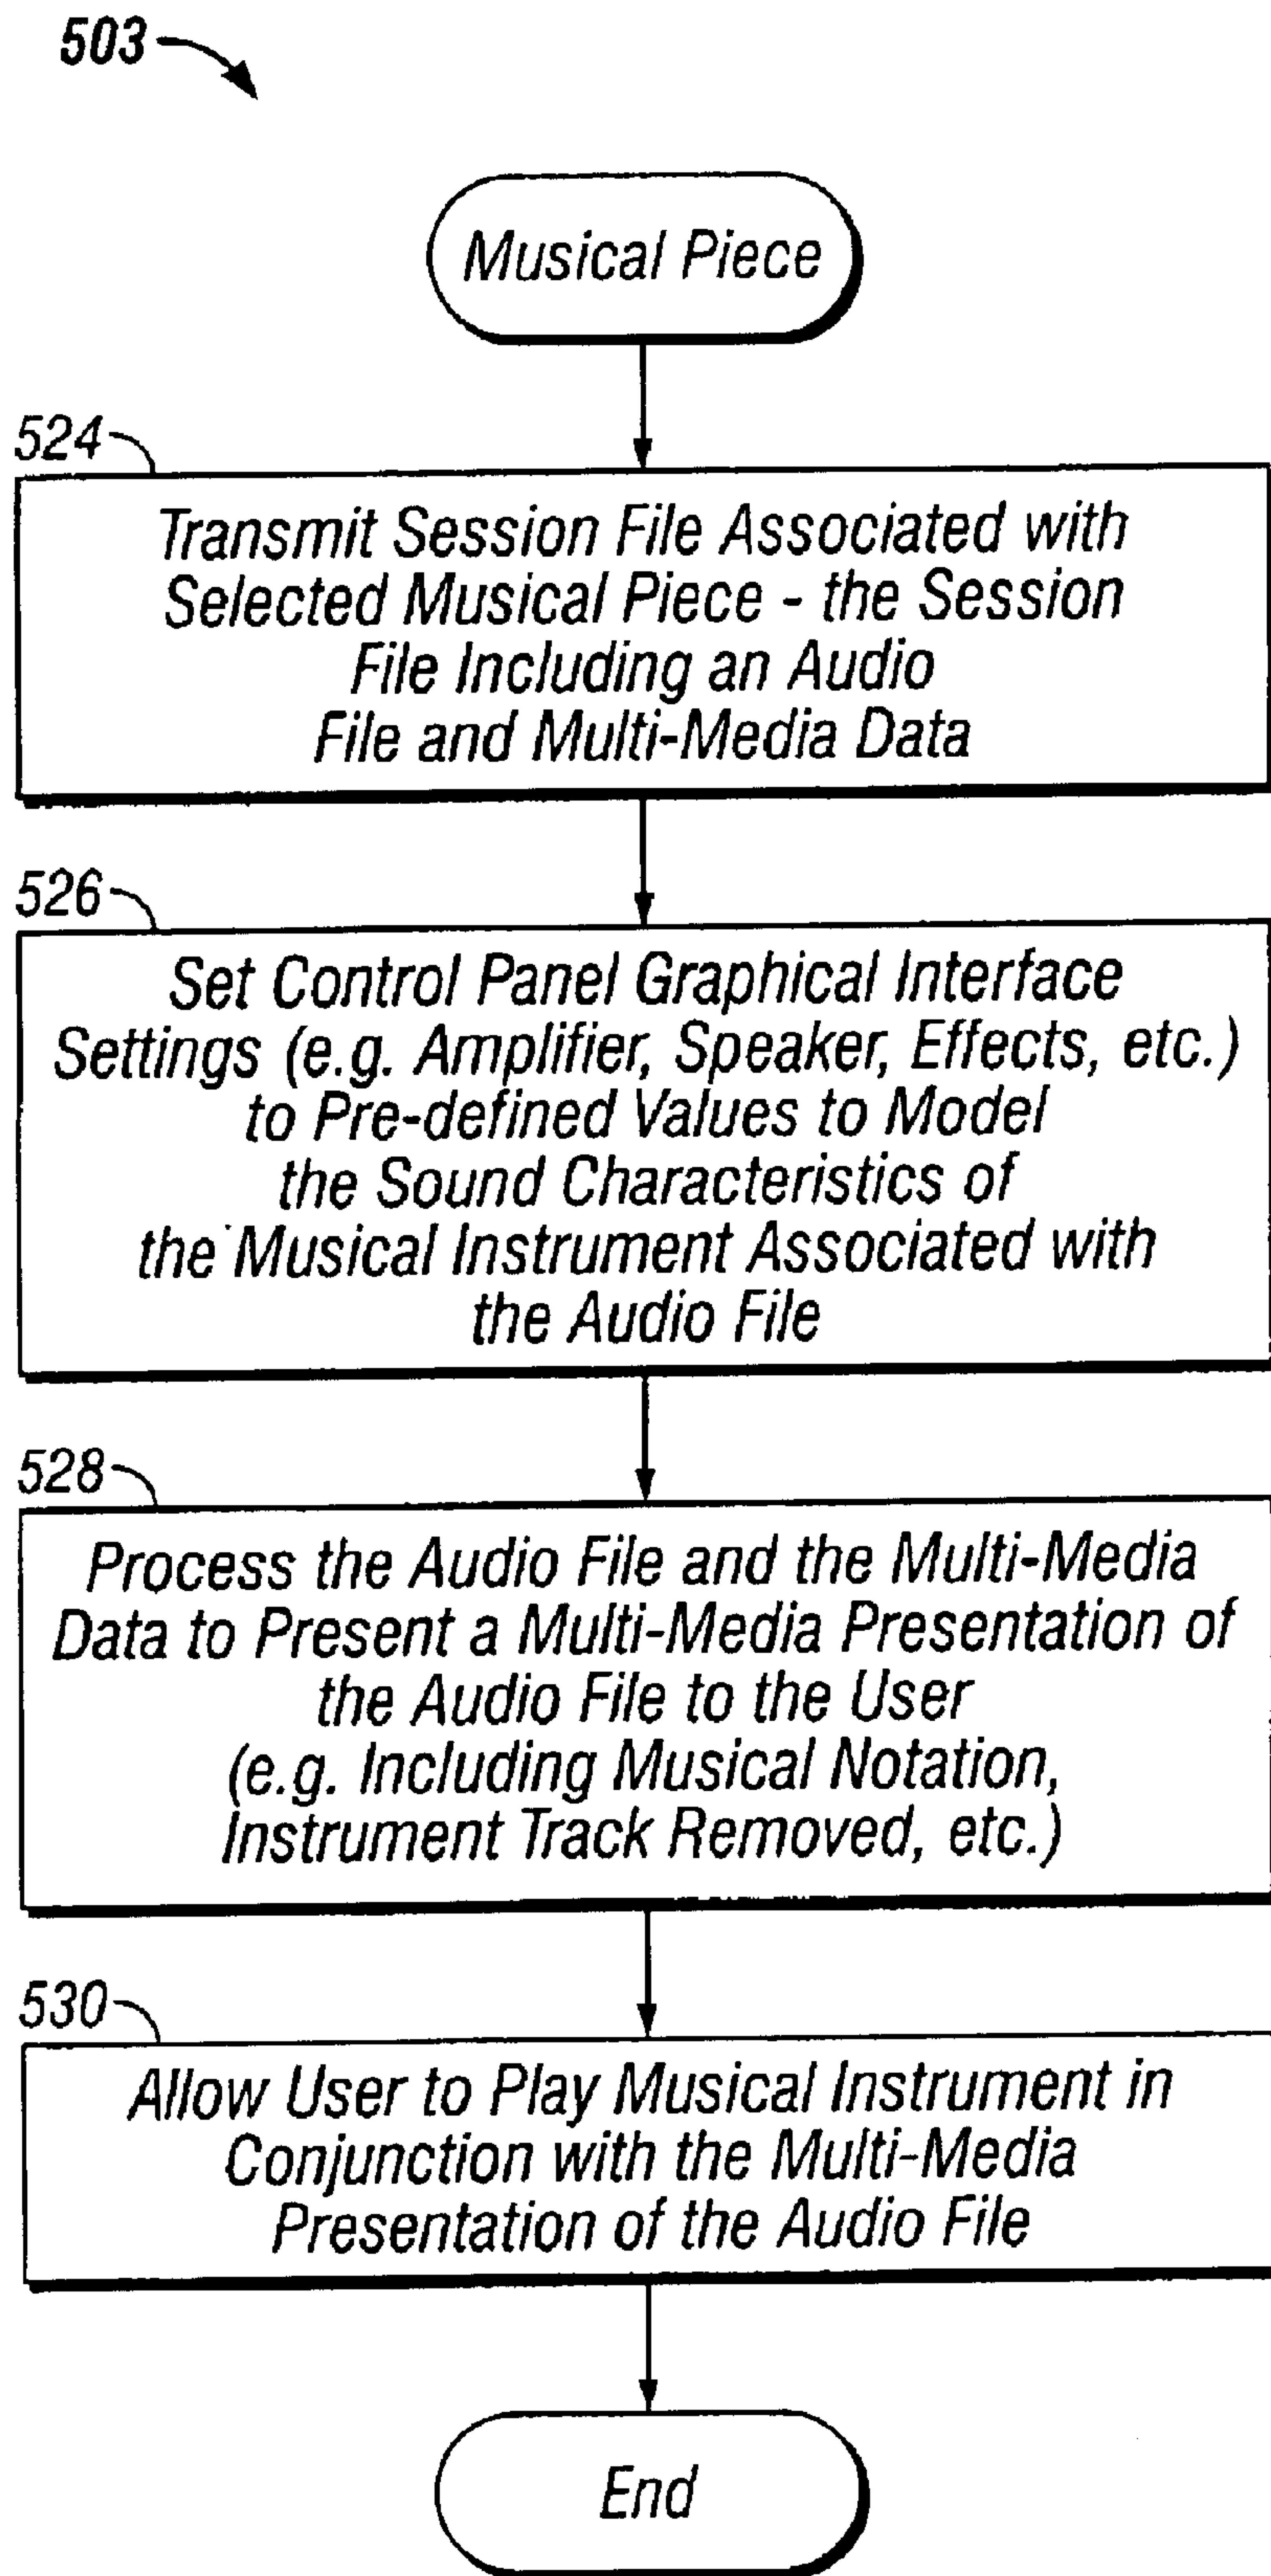 503
Musical Piece
524
Transmit Session File Associated with
Selected Musical Piece - the Session
File Including an Audio
File and Multi-Media Data
526
Set Control Panel Graphical Interface
Settings (e.g. Amplifier, Speaker, Effects, etc.)
to Pre-defined Values to Model
the Sound Characteristics of
the Musical Instrument Associated with
the Audio File
528
Process the Audio File and the Multi-Media
Data to Present a Multi-Media Presentation of
the Audio File to the User
(e.g. Including Musical Notation,
Instrument Track Removed, etc.)
530
Allow User to Play Musical Instrument in
Conjunction with the Multi-Media
Presentation of the Audio File
End